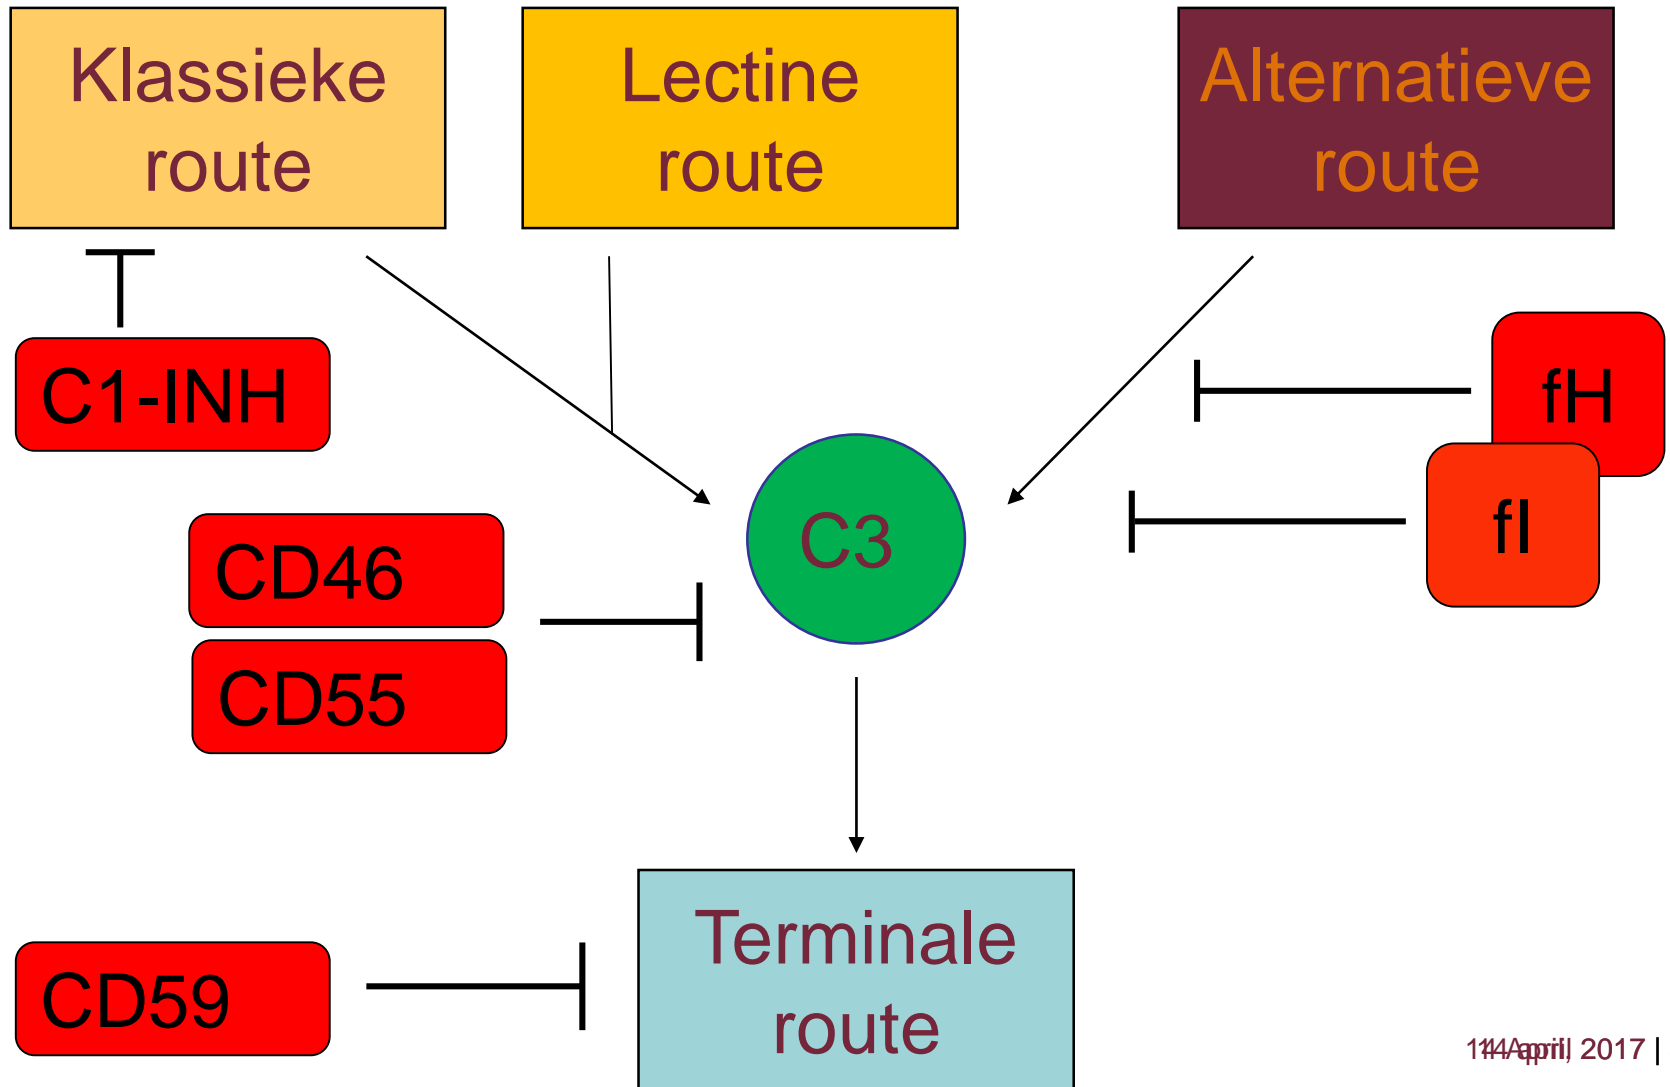 Klassieke
route
Lectine
route
Alternatieve
route
C1-INH
fH
fI
C3
CD46
CD55
CD59
Terminale
route
2017 |